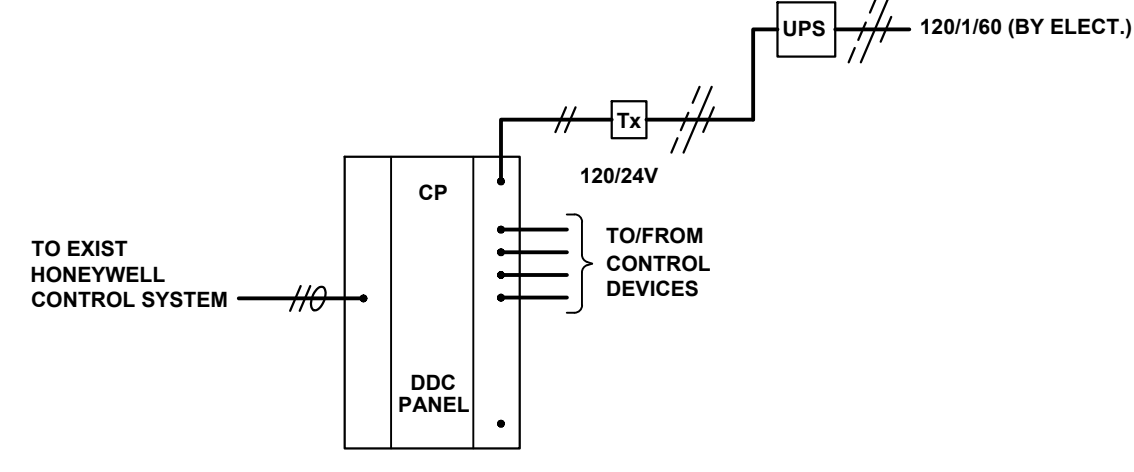 UPS
120/1/60 (BY ELECT.)
Tx
120/24V
CP
TO/FROM
CONTROL
DEVICES
TO EXIST
HONEYWELL
CONTROL SYSTEM
DDC
PANEL